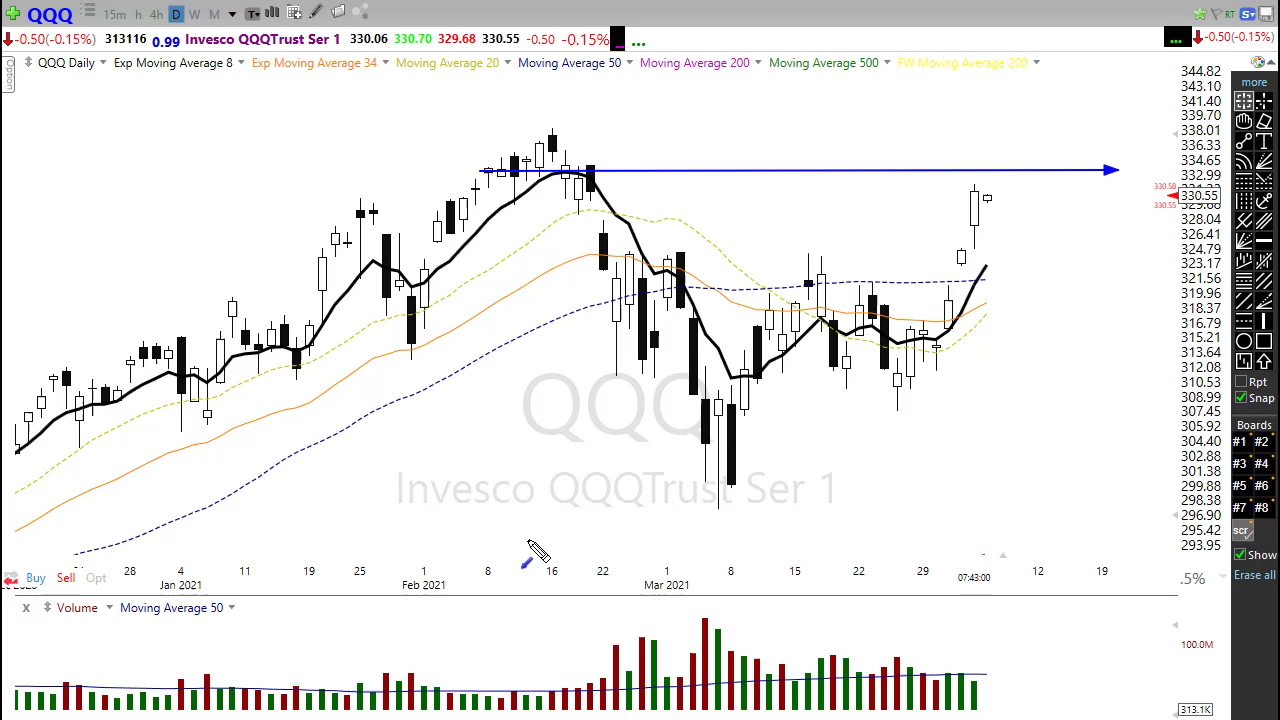 QQQ 15m h 4h D W M T RT S
-0.50(-0.15%) 313116 0.99 Invesco QQQTrust Ser 1 330.06 330.70 329.68 330.55 -0.50 -0.15% ... ... ... -0.50(-0.15%)
Option
QQQ Daily Exp Moving Average 8 Exp Moving Average 34 Moving Average 20 Moving Average 50 Moving Average 200 Moving Average 500 FW Moving Average 200
344.82
343.10
341.40
339.70
338.01
336.33
334.65
332.99
330.58
330.55
330.55
328.04
326.41
324.79
323.17
321.56
319.96
318.37
316.79
315.21
313.64
312.08
310.53
308.99
307.45
305.92
304.40
302.88
301.38
299.88
298.38
296.90
295.42
293.95
more
T
Rpt
Snap
Boards
#1 #2
#3 #4
#5 #6
#7 #8
scr
Show
Erase all
QQQ
Invesco QQQTrust Ser 1
28 4 11 19 25 1 8 16 22 1 8 15 22 29 12 19
Jan 2021 Feb 2021 Mar 2021 07:43:00
Buy Sell Opt .5%
x Volume Moving Average 50
100.0M
313.1K